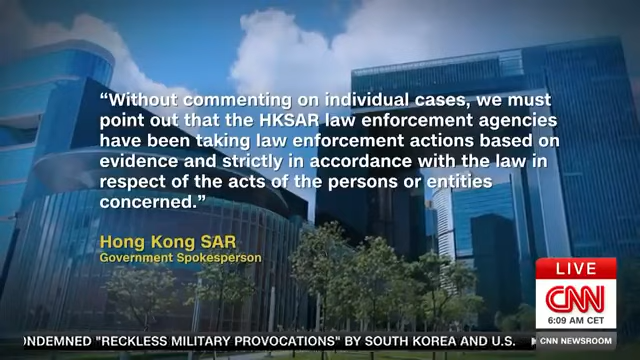 “Without commenting on individual cases, we must
point out that the HKSAR law enforcement agencies
have been taking law enforcement actions based on
evidence and strictly in accordance with the law in
respect of the acts of the persons or entities
concerned.”
Hong Kong SAR
Government Spokesperson
LIVE
CNN
6:09 AM CET
ONDEMNED "RECKLESS MILITARY PROVOCATIONS" BY SOUTH KOREA AND U.S.
CNN NEWSROOM